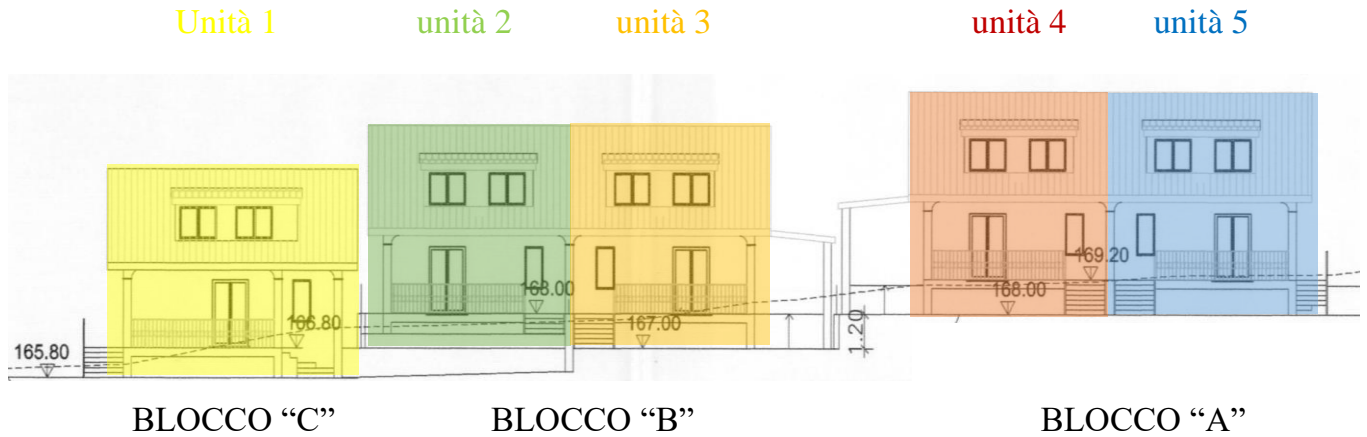 Unità 1 unità 2 unità 3 unità 4 unità 5
169.20
168.00 168.00
166.80 167.00 1.20
165.80
BLOCCO “C” BLOCCO “B” BLOCCO “A”